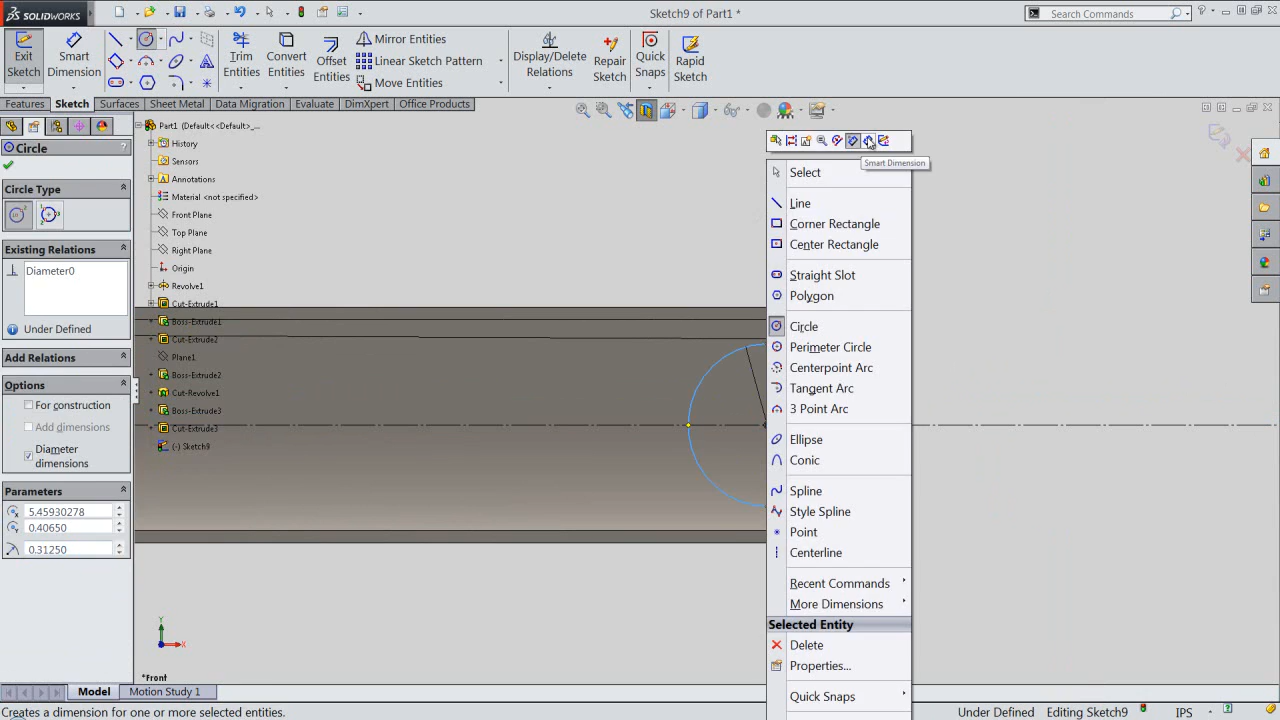 SOLIDWORKS
Sketch9 of Part1 *
Search Commands
Exit
Sketch
Smart
Dimension
Trim
Entities
Convert
Entities
Offset
Entities
Mirror Entities
Linear Sketch Pattern
Move Entities
Display/Delete
Relations
Repair
Sketch
Quick
Snaps
Rapid
Sketch
Features
Sketch
Surfaces
Sheet Metal
Data Migration
Evaluate
DimXpert
Office Products
Circle
?
Circle Type
Existing Relations
Diameter0
Under Defined
Add Relations
Options
For construction
Add dimensions
Diameter
dimensions
Parameters
5.45930278
0.40650
0.31250
Part1 (Default<<Default>_...
History
Sensors
Annotations
Material <not specified>
Front Plane
Top Plane
Right Plane
Origin
Revolve1
Cut-Extrude1
Boss-Extrude1
Cut-Extrude2
Plane1
Boss-Extrude2
Cut-Revolve1
Boss-Extrude3
Cut-Extrude3
(-) Sketch9
Smart Dimension
Select
Line
Corner Rectangle
Center Rectangle
Straight Slot
Polygon
Circle
Perimeter Circle
Centerpoint Arc
Tangent Arc
3 Point Arc
Ellipse
Conic
Spline
Style Spline
Point
Centerline
Recent Commands
More Dimensions
Selected Entity
Delete
Properties...
Quick Snaps
Y
X
*Front
Model
Motion Study 1
Creates a dimension for one or more selected entities.
Under Defined
Editing Sketch9
IPS